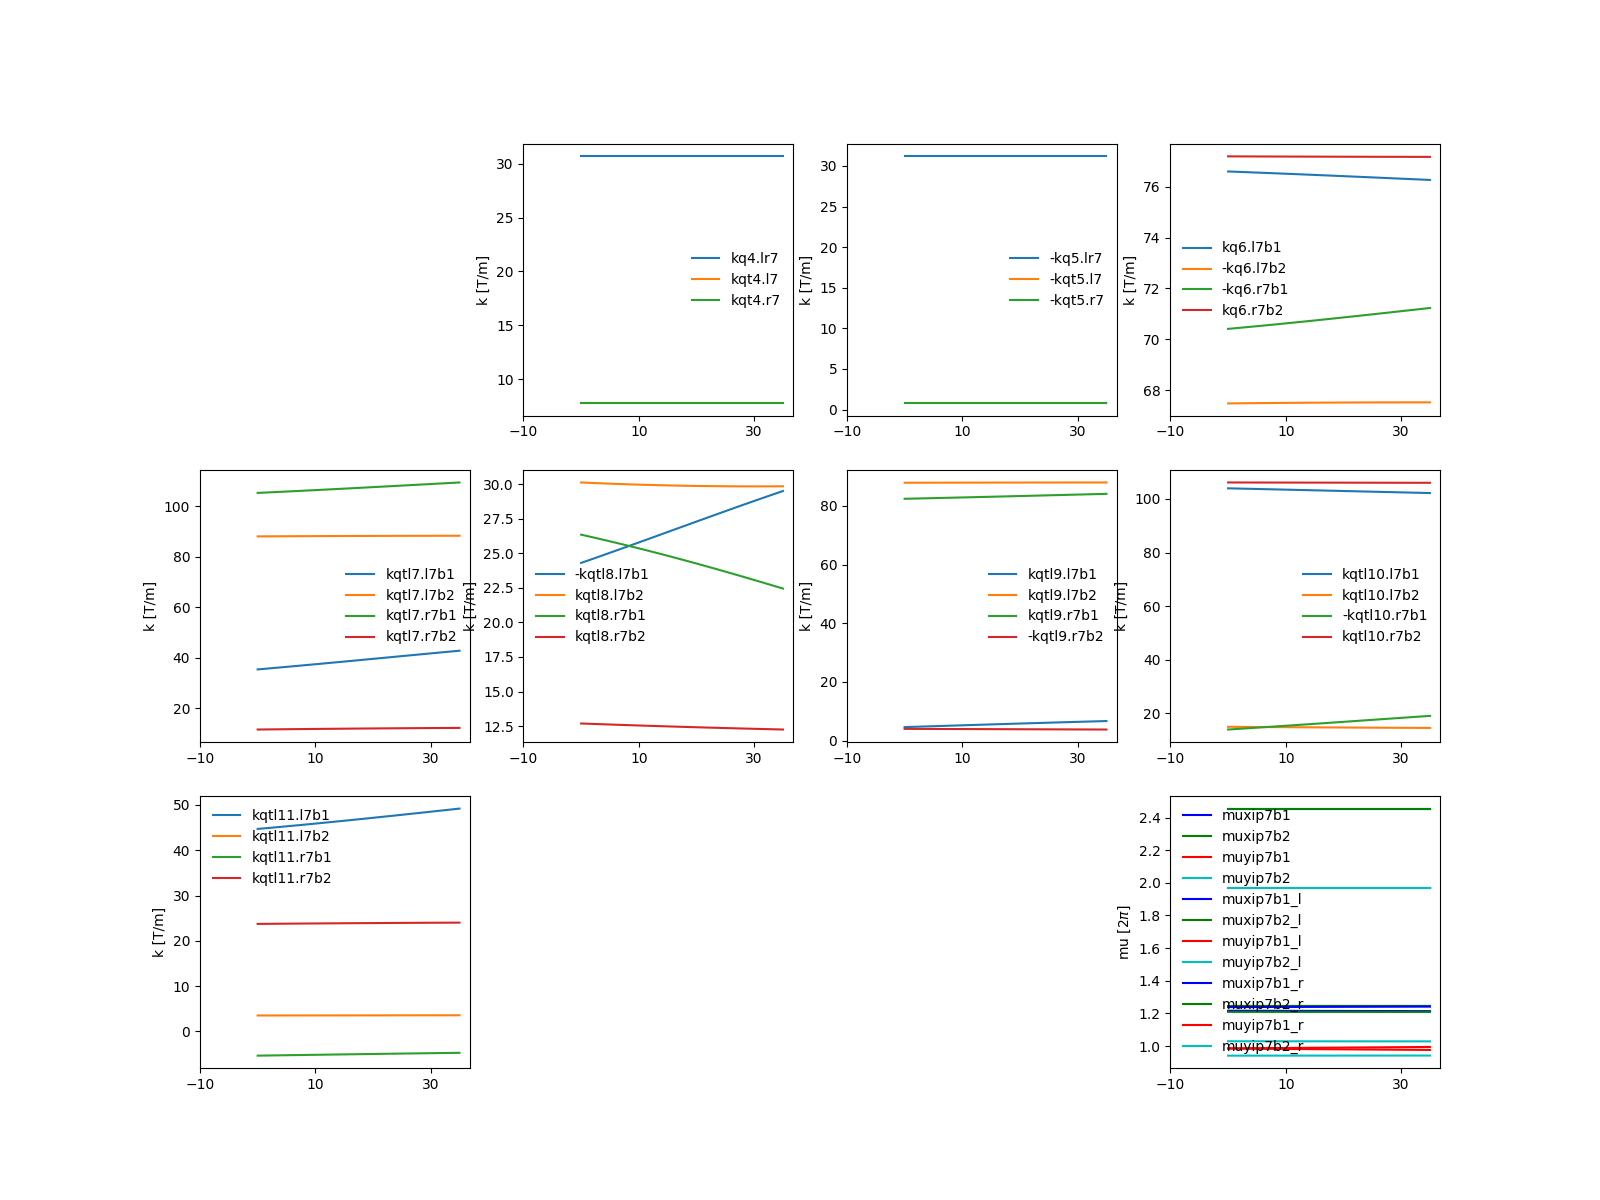 30
25
20
15
10
k [T/m]
kq4.lr7
kqt4.l7
kqt4.r7
−10 10 30
30
25
20
15
10
5
0
k [T/m]
-kq5.lr7
-kqt5.l7
-kqt5.r7
−10 10 30
76
74
72
70
68
k [T/m]
kq6.l7b1
-kq6.l7b2
-kq6.r7b1
kq6.r7b2
−10 10 30
100
80
60
40
20
k [T/m]
kqtl7.l7b1
kqtl7.l7b2
kqtl7.r7b1
kqtl7.r7b2
−10 10 30
30.0
27.5
25.0
22.5
20.0
17.5
15.0
12.5
k [T/m]
-kqtl8.l7b1
kqtl8.l7b2
kqtl8.r7b1
kqtl8.r7b2
−10 10 30
80
60
40
20
0
k [T/m]
kqtl9.l7b1
kqtl9.l7b2
kqtl9.r7b1
-kqtl9.r7b2
−10 10 30
100
80
60
40
20
k [T/m]
kqtl10.l7b1
kqtl10.l7b2
-kqtl10.r7b1
kqtl10.r7b2
−10 10 30
50
40
30
20
10
0
k [T/m]
kqtl11.l7b1
kqtl11.l7b2
kqtl11.r7b1
kqtl11.r7b2
−10 10 30
2.4
2.2
2.0
1.8
1.6
1.4
1.2
1.0
mu [2π]
muxip7b1
muxip7b2
muyip7b1
muyip7b2
muxip7b1_l
muxip7b2_l
muyip7b1_l
muyip7b2_l
muxip7b1_r
muxip7b2_r
muyip7b1_r
muyip7b2_r
−10 10 30